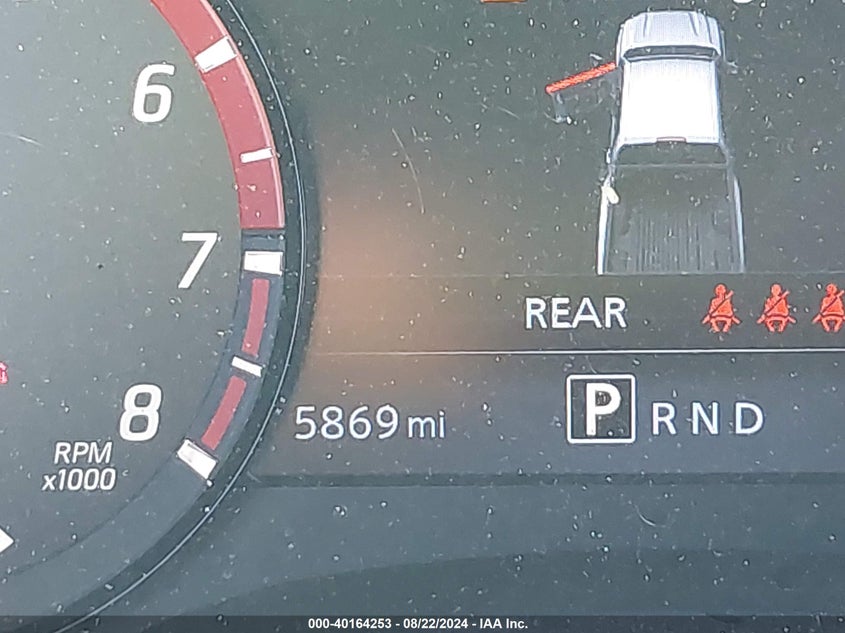 6
7
8
RPM
x1000
REAR
5869 mi
P R N D
000-40164253 - 08/22/2024 - IAA Inc.